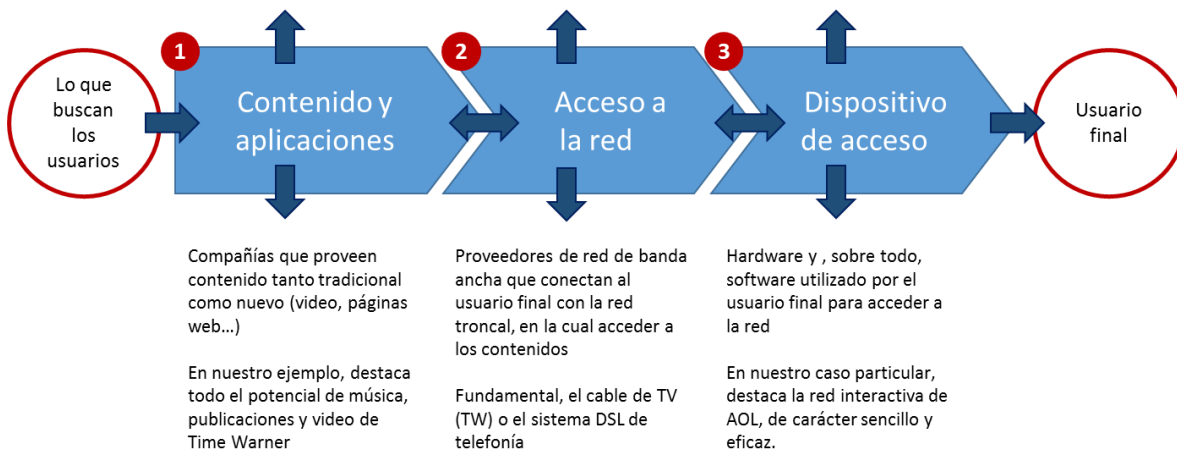 Lo que
buscan
los
usuarios
1
Contenido y
aplicaciones
2
Acceso a
la red
3
Dispositivo
de acceso
Usuario
final
Compañías que proveen
contenido tanto tradicional
como nuevo (video, páginas
web…)
En nuestro ejemplo, destaca
todo el potencial de música,
publicaciones y video de
Time Warner
Proveedores de red de banda
ancha que conectan al
usuario final con la red
troncal, en la cual acceder a
los contenidos
Fundamental, el cable de TV
(TW) o el sistema DSL de
telefonía
Hardware y , sobre todo,
software utilizado por el
usuario final para acceder a
la red
En nuestro caso particular,
destaca la red interactiva de
AOL, de carácter sencillo y
eficaz.